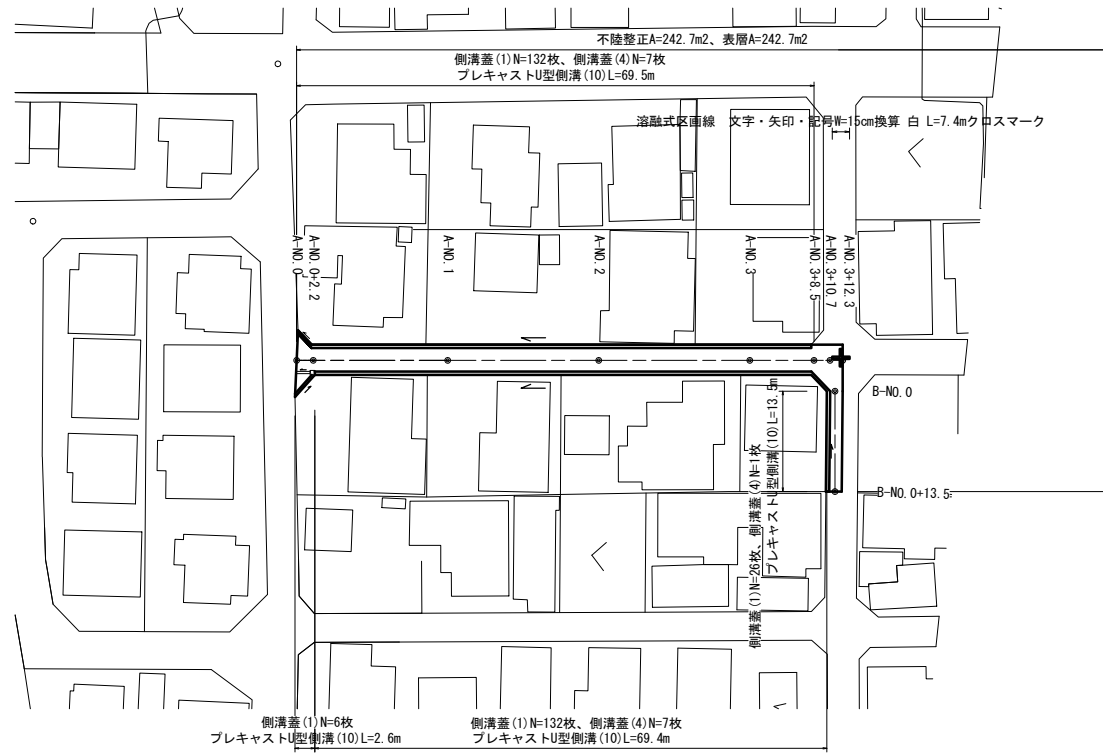 不陸整正A=242.7m2、表層A=242.7m2
側溝蓋(1)N=132枚、側溝蓋(4)N=7枚
プレキャストU型側溝(10)L=69.5m
溶融式区画線　文字・矢印・記号W=15cm換算 白 L=7.4mクロスマーク
A-NO.0
A-NO.0+2.2
A-NO.1
A-NO.2
A-NO.3
A-NO.3+8.5
A-NO.3+10.7
A-NO.3+12.3
B-NO.0
B-NO.0+13.5
側溝蓋(1)N=26枚、側溝蓋(4)N=1枚
プレキャストU型側溝(10)L=13.5m
側溝蓋(1)N=6枚
プレキャストU型側溝(10)L=2.6m
側溝蓋(1)N=132枚、側溝蓋(4)N=7枚
プレキャストU型側溝(10)L=69.4m